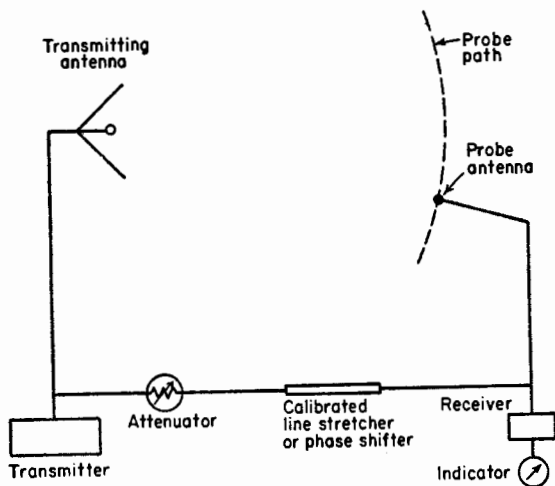 Transmitting
antenna
Probe
path
Probe
antenna
Attenuator
Calibrated
line stretcher
or phase shifter
Receiver
Transmitter
Indicator